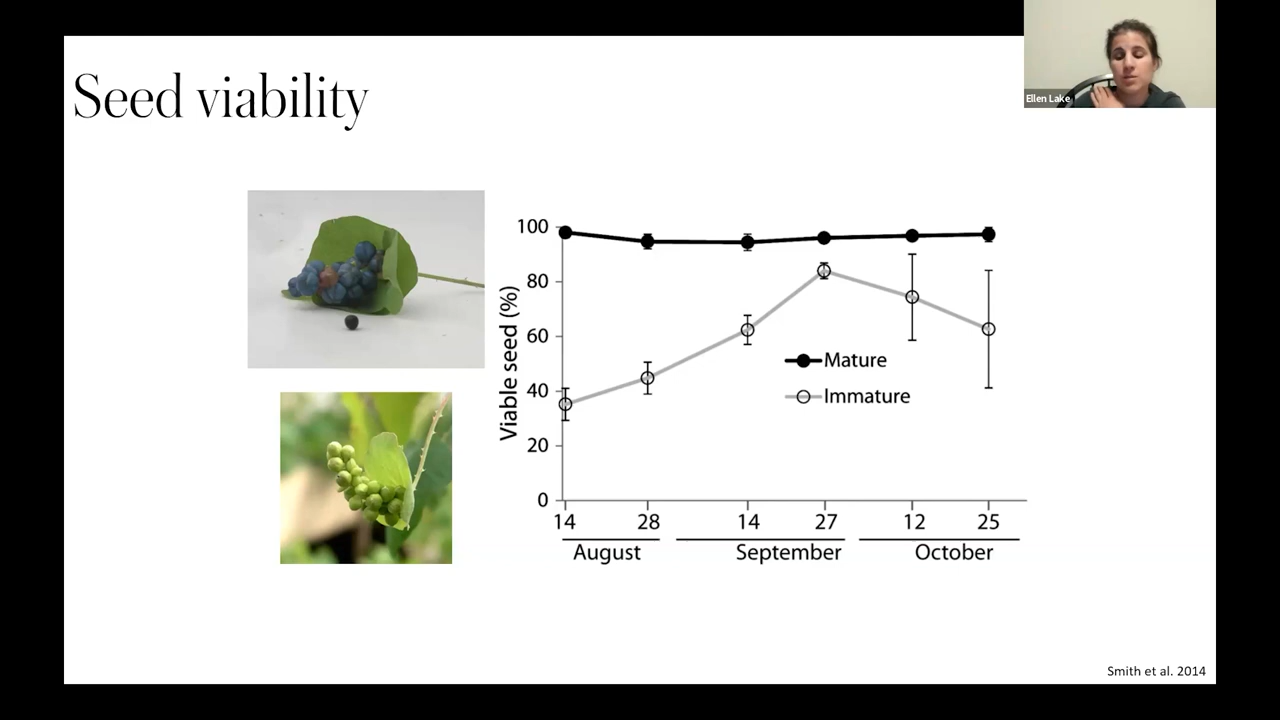 Seed viability
Ellen Lake
Viable seed (%)
100
80
60
40
20
0
Mature
Immature
14 28 14 27 12 25
August September October
Smith et al. 2014